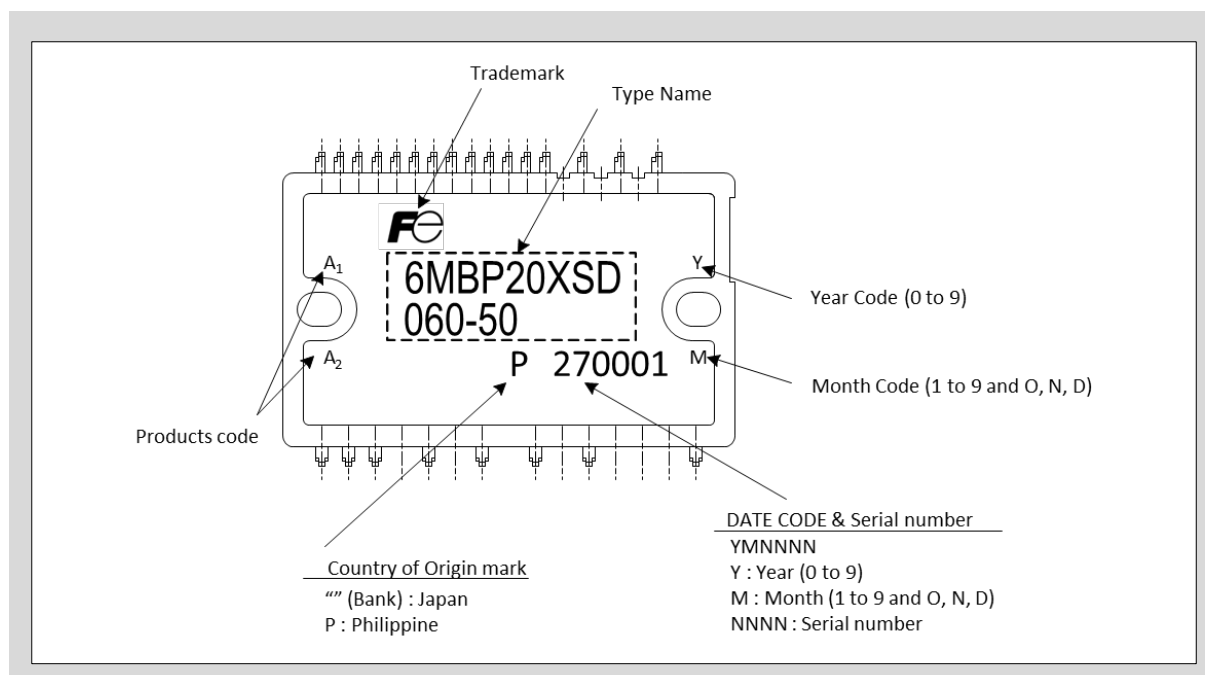 Trademark
Type Name
Fe
A1
Y
6MBP20XSD
060-50
Year Code (0 to 9)
A2
P 270001
M
Month Code (1 to 9 and O, N, D)
Products code
DATE CODE & Serial number
YMNNNN
Y : Year (0 to 9)
M : Month (1 to 9 and O, N, D)
NNNN : Serial number
Country of Origin mark
“” (Bank) : Japan
P : Philippine